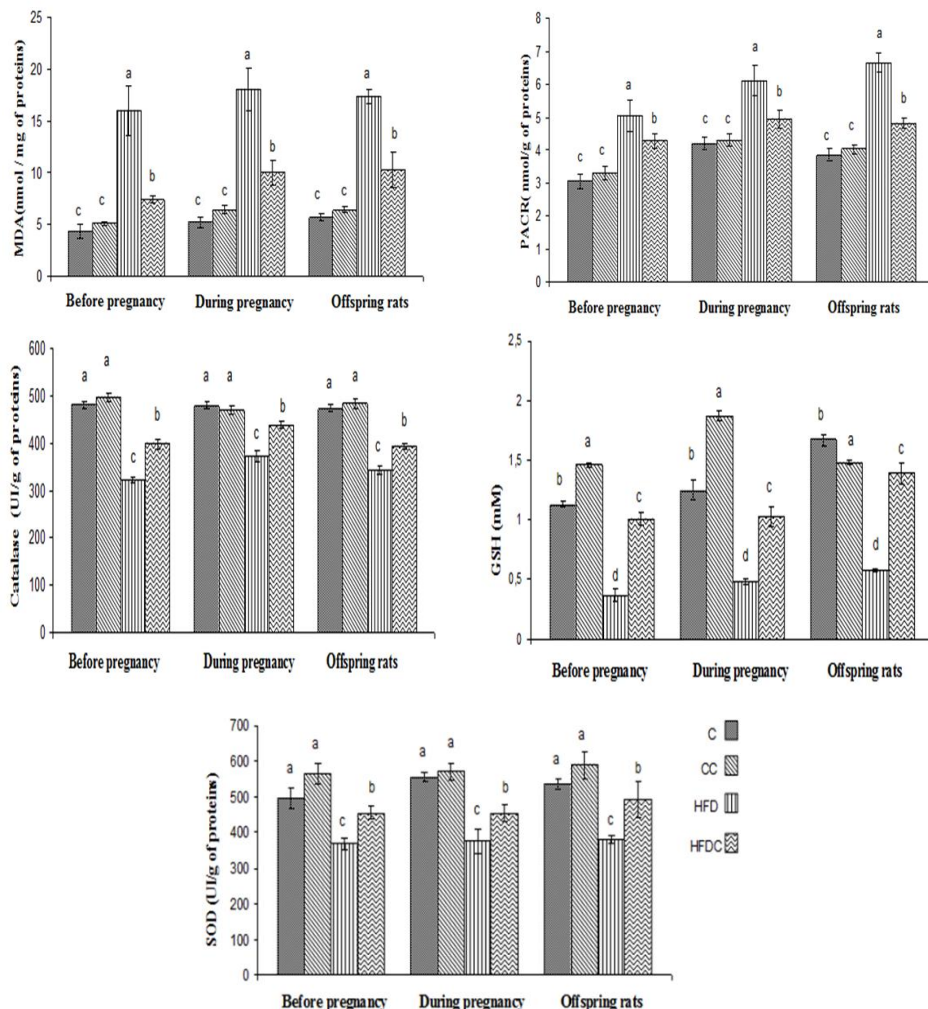 25
20
15
10
5
0
MDA(nmol / mg of proteins)
c c a b
c c a b
c c a b
Before pregnancy During pregnancy Offspring rats
8
7
6
5
4
3
2
1
0
PACR( nmol/g of proteins)
c c a b
c c a b
c c a b
Before pregnancy During pregnancy Offspring rats
600
500
400
300
200
100
0
Catalase (UI/g of proteins)
a a c b
a a c b
a a c b
Before pregnancy During pregnancy Offspring rats
2,5
2
1,5
1
0,5
0
GSH (mM)
b a d c
b a d c
b a d c
Before pregnancy During pregnancy Offspring rats
700
600
500
400
300
200
100
0
SOD (UI/g of proteins)
a a c b
a a c b
a a c b
Before pregnancy During pregnancy Offspring rats
C
CC
HFD
HFDC